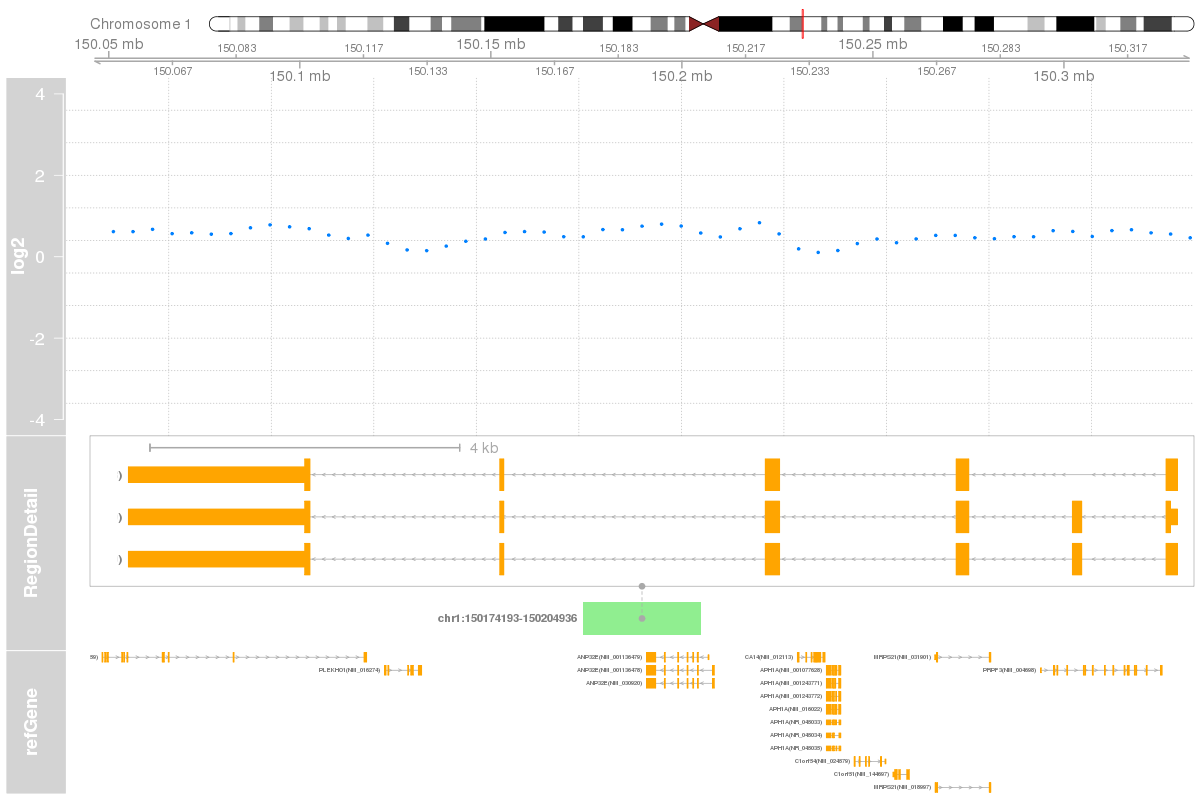 Chromosome 1
150.05 mb 150.15 mb 150.25 mb
150.083 150.117 150.183 150.217 150.283 150.317
150.067 150.133 150.167 150.233 150.267
150.1 mb 150.2 mb 150.3 mb
4
2
0
-2
-4
log2
4 kb
RegionDetail
chr1:150174193-150204936
refGene
59)
ANP32E(NM_001136479)
CA14(NM_012113)
MRPS21(NM_031901)
PLEKHO1(NM_016274)
ANP32E(NM_001136478)
APH1A(NM_001077628)
PRPF3(NM_004698)
ANP32E(NM_030920)
APH1A(NM_001243771)
APH1A(NM_001243772)
APH1A(NM_016022)
APH1A(NR_048033)
APH1A(NR_048034)
APH1A(NR_048035)
C1orf54(NM_024579)
C1orf51(NM_144697)
MRPS21(NM_018997)